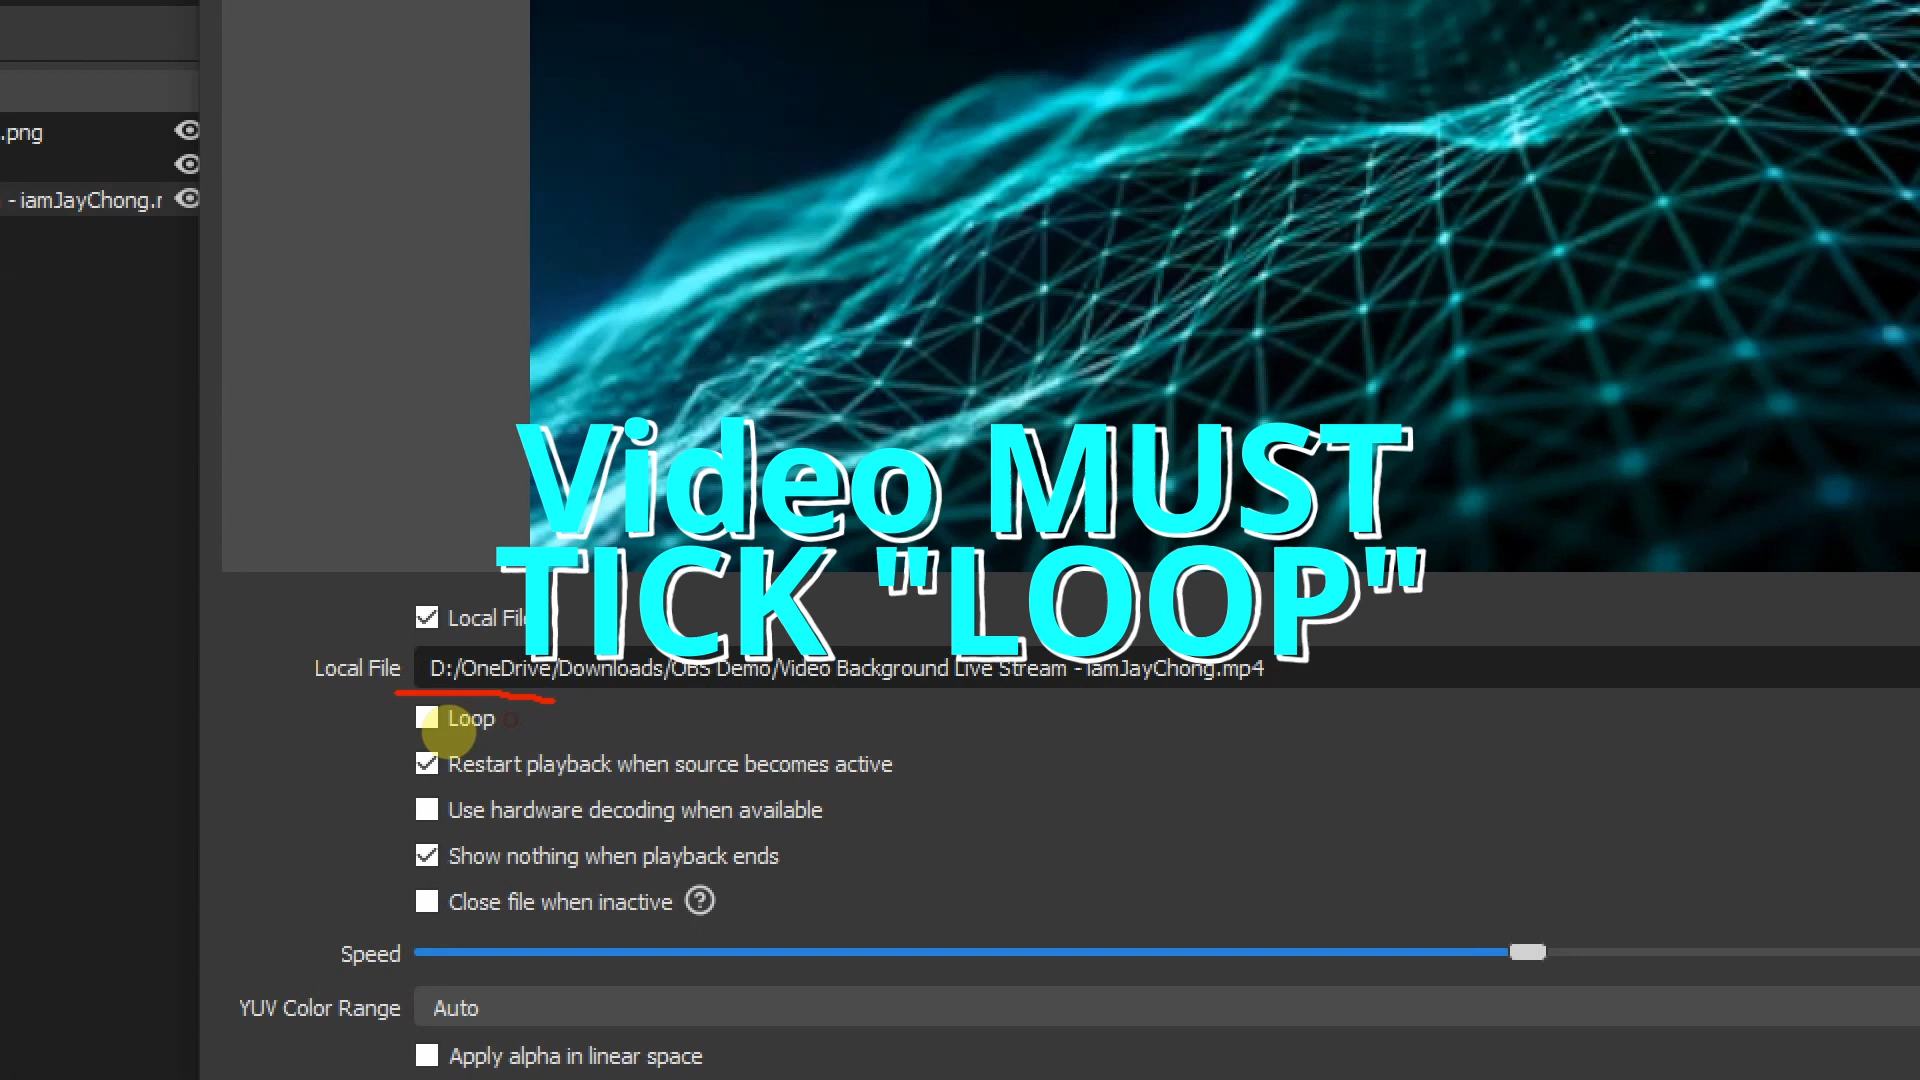 .png
- iamJayChong.r
Video MUST
TICK "LOOP"
Local File
Local File D:/OneDrive/Downloads/OBS Demo/Video Background Live Stream - iamJayChong.mp4
Loop
Restart playback when source becomes active
Use hardware decoding when available
Show nothing when playback ends
Close file when inactive ?
Speed
YUV Color Range Auto
Apply alpha in linear space